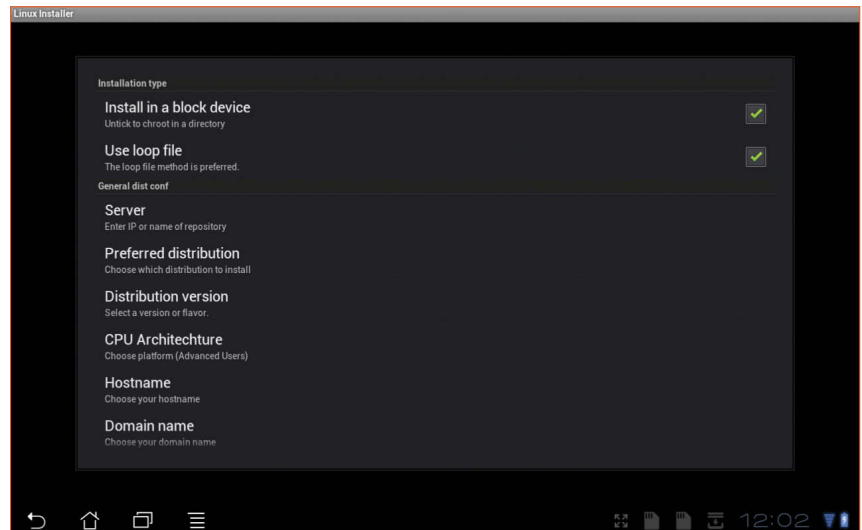 Linux Installer
Installation type
Install in a block device
Untick to chroot in a directory
Use loop file
The loop file method is preferred.
General dist conf
Server
Enter IP or name of repository
Preferred distribution
Choose which distribution to install
Distribution version
Select a version or flavor.
CPU Architechture
Choose platform (Advanced Users)
Hostname
Choose your hostname
Domain name
Choose your domain name
12:02